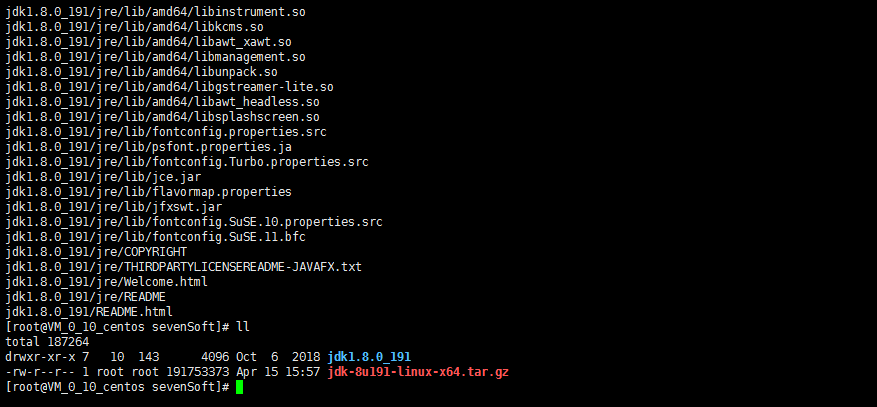 jdk1.8.0_191/jre/lib/amd64/libinstrument.so
jdk1.8.0_191/jre/lib/amd64/libkcms.so
jdk1.8.0_191/jre/lib/amd64/libawt_xawt.so
jdk1.8.0_191/jre/lib/amd64/libmanagement.so
jdk1.8.0_191/jre/lib/amd64/libunpack.so
jdk1.8.0_191/jre/lib/amd64/libgstreamer-lite.so
jdk1.8.0_191/jre/lib/amd64/libawt_headless.so
jdk1.8.0_191/jre/lib/amd64/libsplashscreen.so
jdk1.8.0_191/jre/lib/fontconfig.properties.src
jdk1.8.0_191/jre/lib/psfont.properties.ja
jdk1.8.0_191/jre/lib/fontconfig.Turbo.properties.src
jdk1.8.0_191/jre/lib/jce.jar
jdk1.8.0_191/jre/lib/flavormap.properties
jdk1.8.0_191/jre/lib/jfxswt.jar
jdk1.8.0_191/jre/lib/fontconfig.SuSE.10.properties.src
jdk1.8.0_191/jre/lib/fontconfig.SuSE.11.bfc
jdk1.8.0_191/jre/COPYRIGHT
jdk1.8.0_191/jre/THIRDPARTYLICENSEREADME-JAVAFX.txt
jdk1.8.0_191/jre/Welcome.html
jdk1.8.0_191/jre/README
jdk1.8.0_191/README.html
[root@VM_0_10_centos sevenSoft]# ll
total 187264
drwxr-xr-x 7   10  143      4096 Oct  6  2018 jdk1.8.0_191
-rw-r--r-- 1 root root 191753373 Apr 15 15:57 jdk-8u191-linux-x64.tar.gz
[root@VM_0_10_centos sevenSoft]#